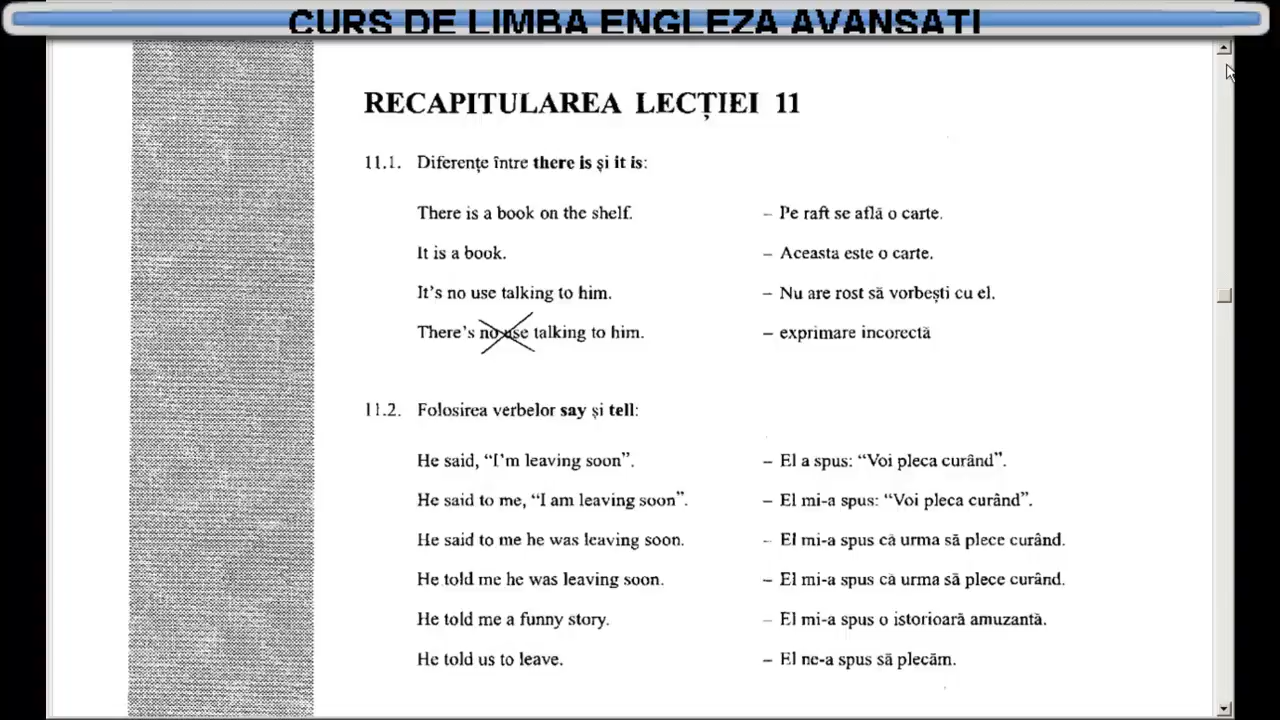 CURS DE LIMBA ENGLEZA AVANSATI
RECAPITULAREA LECȚIEI 11
11.1. Diferențe între there is și it is:
There is a book on the shelf. – Pe raft se află o carte.
It is a book. – Aceasta este o carte.
It's no use talking to him. – Nu are rost să vorbești cu el.
There's no use talking to him. – exprimare incorectă
11.2. Folosirea verbelor say și tell:
He said, “I'm leaving soon”. – El a spus: “Voi pleca curând”.
He said to me, “I am leaving soon”. – El mi-a spus: “Voi pleca curând”.
He said to me he was leaving soon. – El mi-a spus că urma să plece curând.
He told me he was leaving soon. – El mi-a spus că urma să plece curând.
He told me a funny story. – El mi-a spus o istorioară amuzantă.
He told us to leave. – El ne-a spus să plecăm.